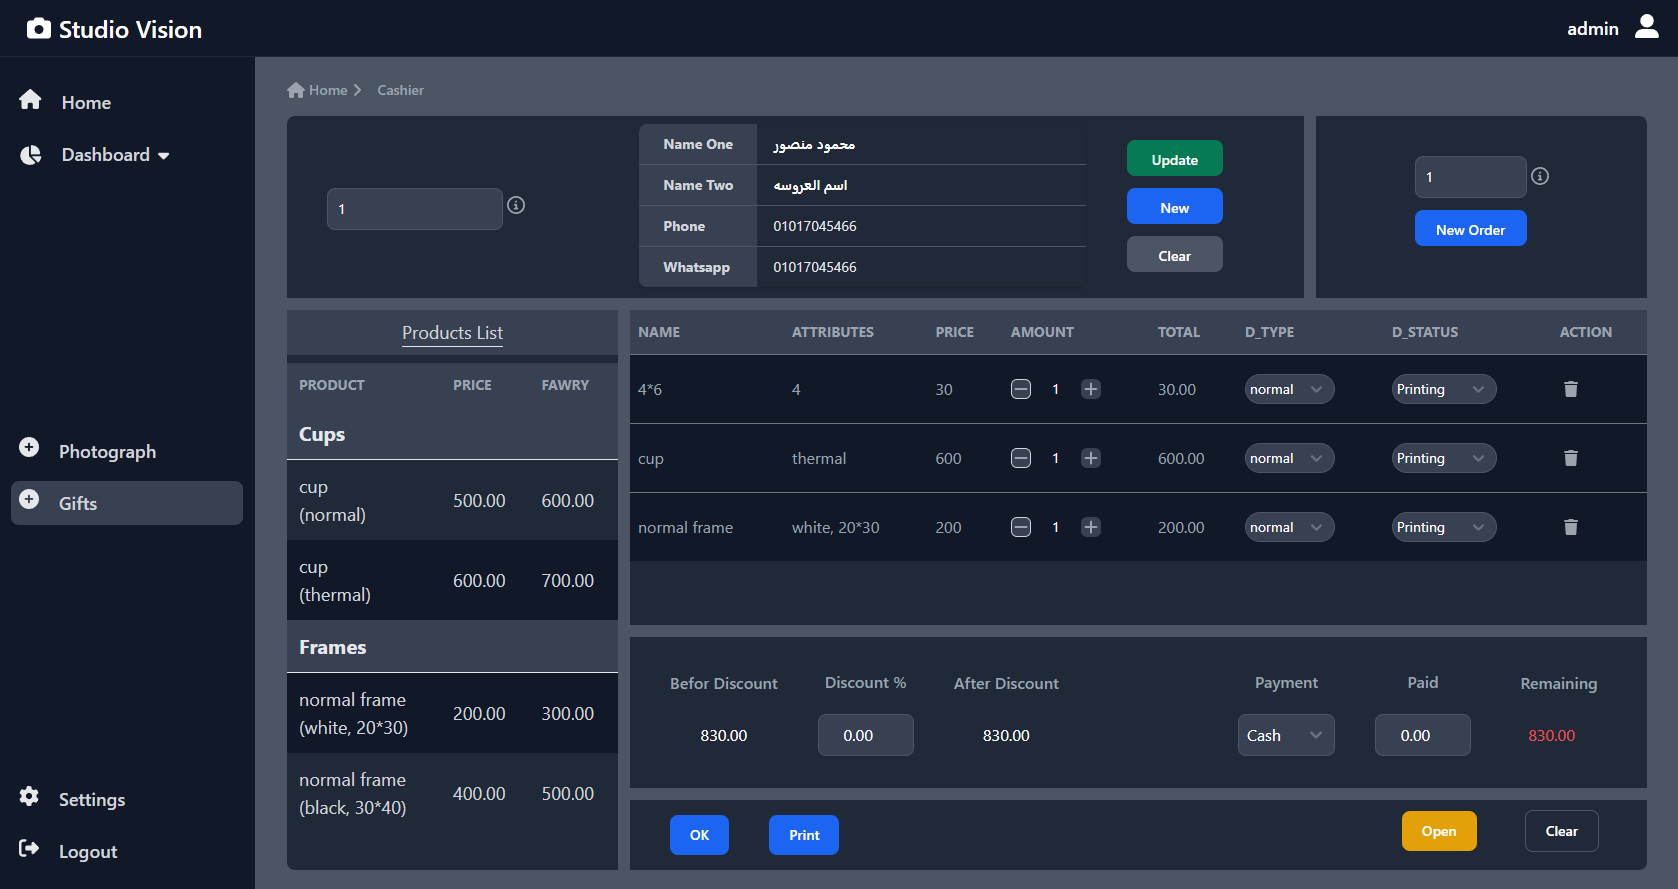 Studio Vision
admin
Home
Dashboard
Photograph
Gifts
Settings
Logout
Home
Cashier
1
Name One محمود منصور
Name Two اسم العروسه
Phone 01017045466
Whatsapp 01017045466
Update
New
Clear
1
New Order
Products List
PRODUCT PRICE FAWRY
Cups
cup
(normal) 500.00 600.00
cup
(thermal) 600.00 700.00
Frames
normal frame
(white, 20*30) 200.00 300.00
normal frame
(black, 30*40) 400.00 500.00
NAME ATTRIBUTES PRICE AMOUNT TOTAL D_TYPE D_STATUS ACTION
4*6 4 30 1 30.00 normal Printing
cup thermal 600 1 600.00 normal Printing
normal frame white, 20*30 200 1 200.00 normal Printing
Befor Discount Discount % After Discount Payment Paid Remaining
830.00 0.00 830.00 Cash 0.00 830.00
OK Print Open Clear